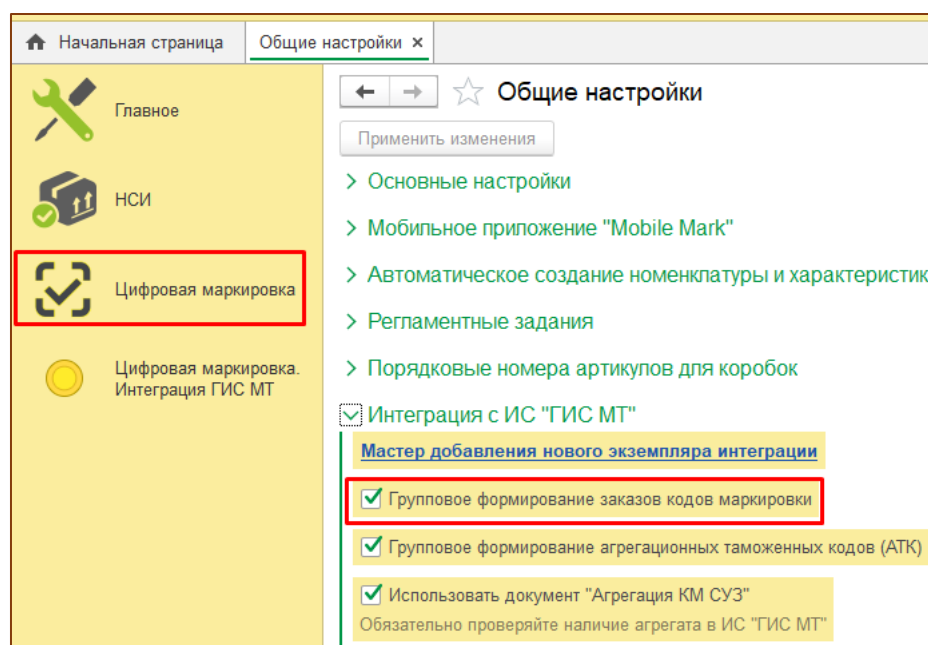 Начальная страница
Общие настройки ×
Главное
НСИ
Цифровая маркировка
Цифровая маркировка.
Интеграция ГИС МТ
Общие настройки
Применить изменения
Основные настройки
Мобильное приложение "Mobile Mark"
Автоматическое создание номенклатуры и характеристик
Регламентные задания
Порядковые номера артикулов для коробок
Интеграция с ИС "ГИС МТ"
Мастер добавления нового экземпляра интеграции
Групповое формирование заказов кодов маркировки
Групповое формирование агрегационных таможенных кодов (АТК)
Использовать документ "Агрегация КМ СУЗ"
Обязательно проверяйте наличие агрегата в ИС "ГИС МТ"